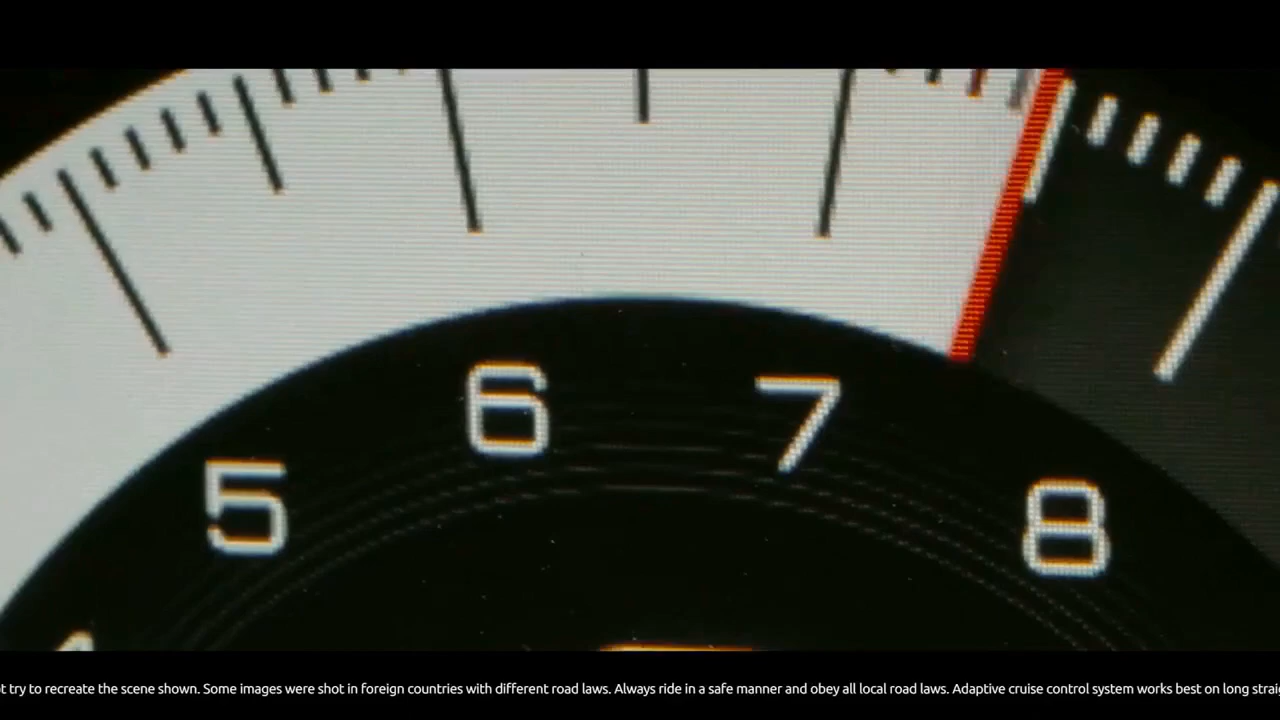 6
7
5
8
t try to recreate the scene shown. Some images were shot in foreign countries with different road laws. Always ride in a safe manner and obey all local road laws. Adaptive cruise control system works best on long